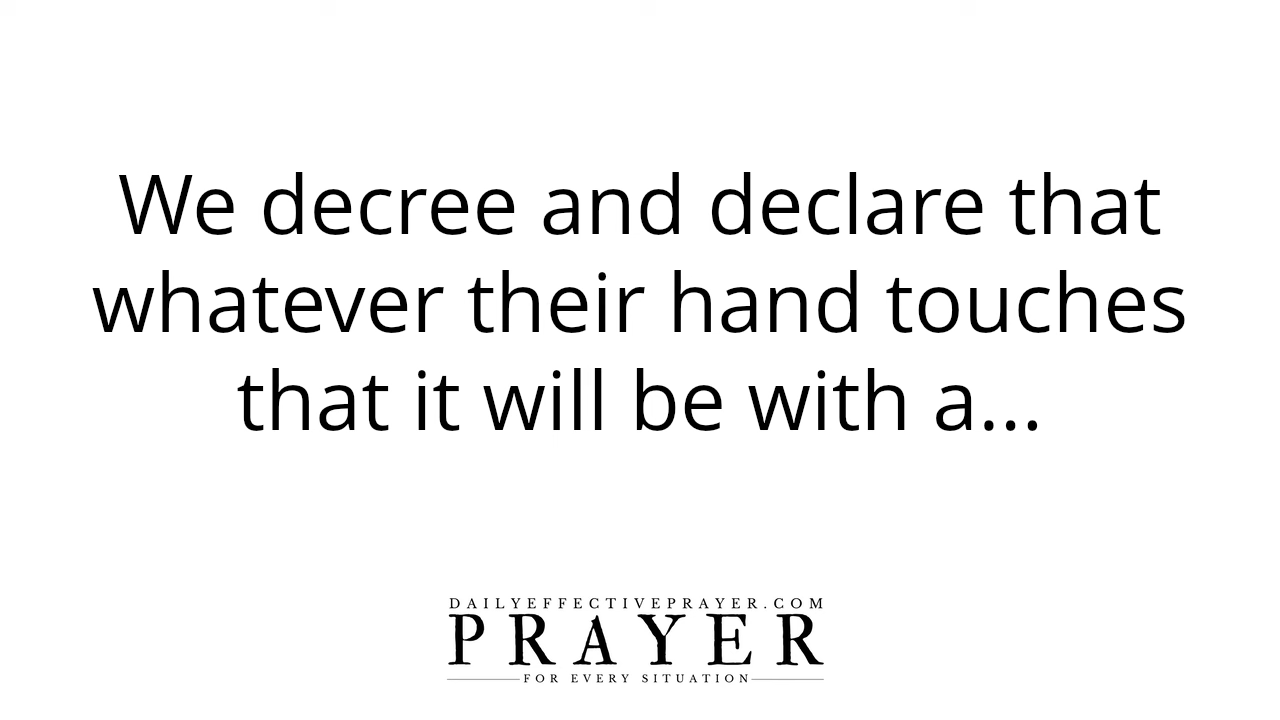 We decree and declare that
whatever their hand touches
that it will be with a...
DAILYEFFECTIVEPRAYER.COM
PRAYER
FOR EVERY SITUATION